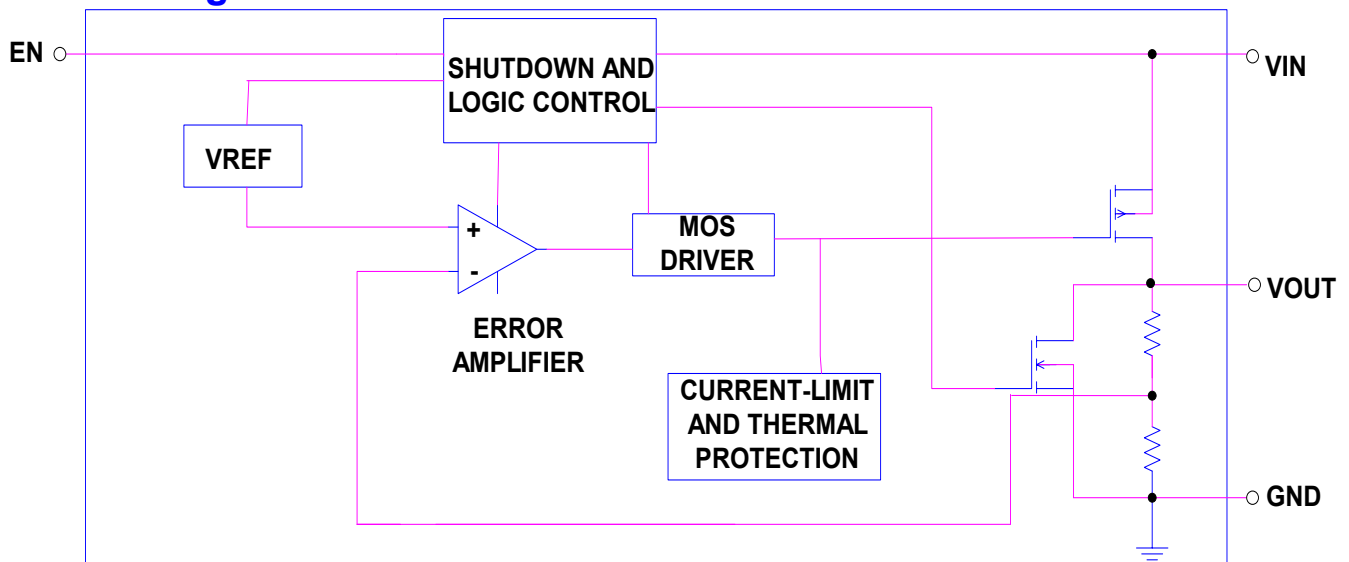 EN
SHUTDOWN AND
LOGIC CONTROL
VIN
VREF
+
-
MOS
DRIVER
VOUT
ERROR
AMPLIFIER
CURRENT-LIMIT
AND THERMAL
PROTECTION
GND